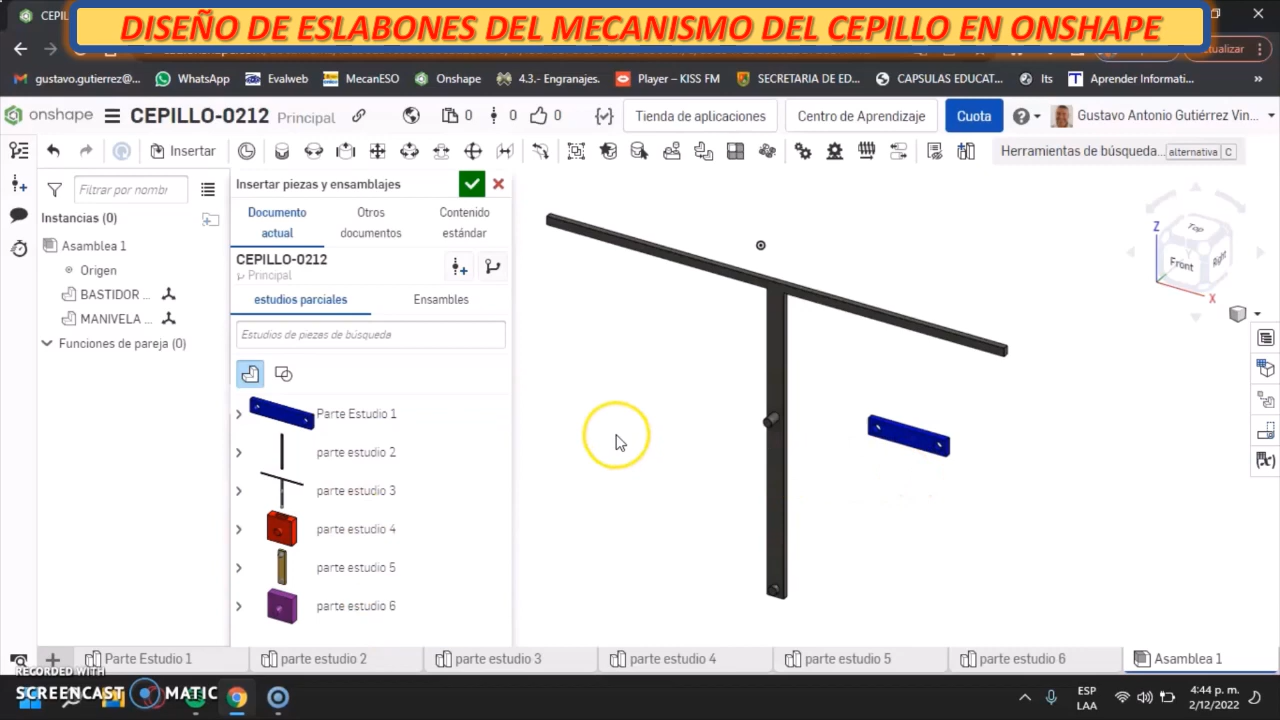 CEPIL
DISEÑO DE ESLABONES DEL MECANISMO DEL CEPILLO EN ONSHAPE
ctualizar
gustavo.gutierrez@... WhatsApp Evalweb MecanESO Onshape 4.3.- Engranajes. Player – KISS FM SECRETARIA DE ED... CAPSULAS EDUCAT... Its Aprender Informati... »
onshape CEPILLO-0212 Principal 0 0 0 Tienda de aplicaciones Centro de Aprendizaje Cuota Gustavo Antonio Gutiérrez Vin...
Insertar Herramientas de búsqueda... alternativa C
Filtrar por nombr
Instancias (0)
Asamblea 1
Origen
BASTIDOR ...
MANIVELA ...
Funciones de pareja (0)
Insertar piezas y ensamblajes
Documento actual
Otros documentos
Contenido estándar
CEPILLO-0212
Principal
estudios parciales Ensambles
Estudios de piezas de búsqueda
Parte Estudio 1
parte estudio 2
parte estudio 3
parte estudio 4
parte estudio 5
parte estudio 6
Z
Top
Front
Right
X
Parte Estudio 1 parte estudio 2 parte estudio 3 parte estudio 4 parte estudio 5 parte estudio 6 Asamblea 1
RECORDED WITH
SCREENCAST MATIC
ESP
LAA
4:44 p. m.
2/12/2022